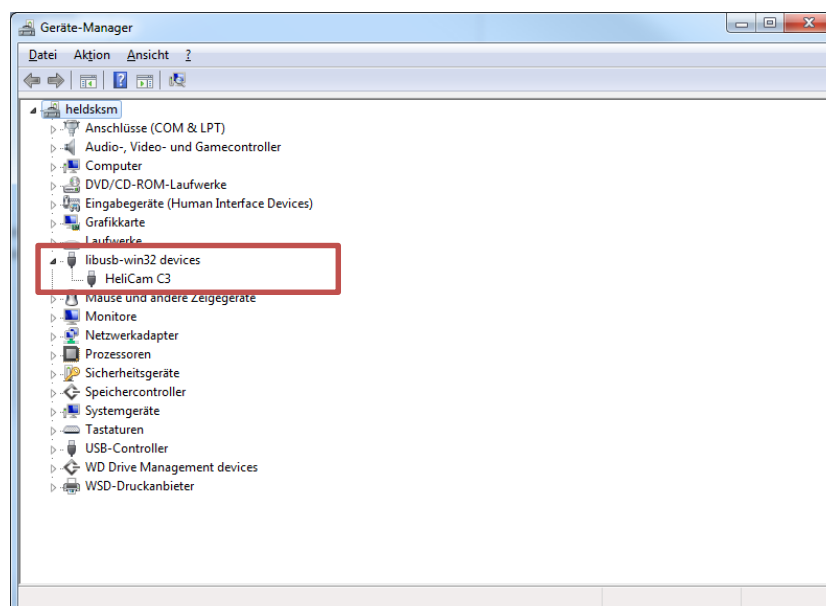 Geräte-Manager
Datei Aktion Ansicht ?
heldsksm
Anschlüsse (COM & LPT)
Audio-, Video- und Gamecontroller
Computer
DVD/CD-ROM-Laufwerke
Eingabegeräte (Human Interface Devices)
Grafikkarte
Laufwerke
libusb-win32 devices
HeliCam C3
Mäuse und andere Zeigegeräte
Monitore
Netzwerkadapter
Prozessoren
Sicherheitsgeräte
Speichercontroller
Systemgeräte
Tastaturen
USB-Controller
WD Drive Management devices
WSD-Druckanbieter